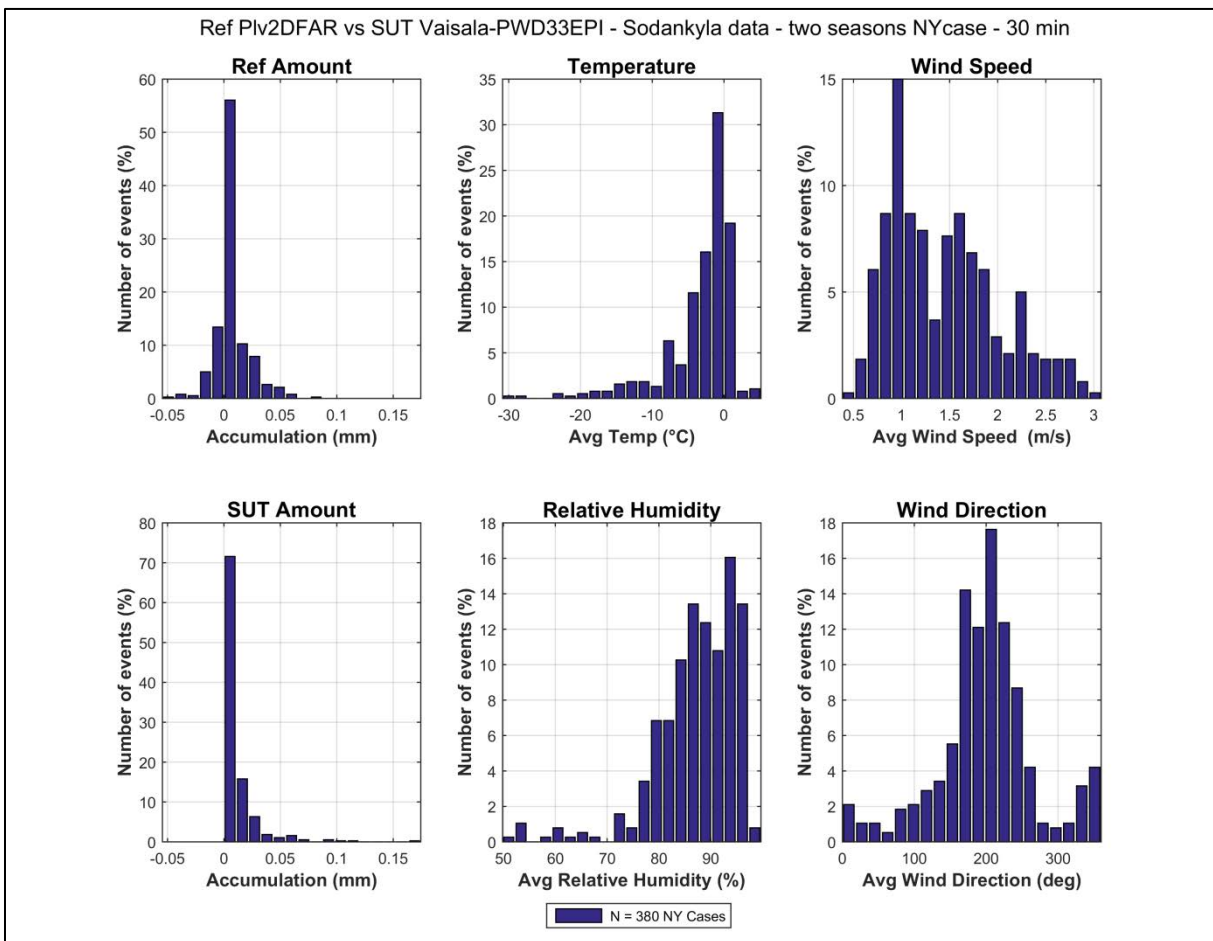 Ref Plv2DFAR vs SUT Vaisala-PWD33EPI - Sodankyla data - two seasons NYcase - 30 min
Ref Amount
Number of events (%)
60
50
40
30
20
10
0
-0.05 0 0.05 0.1 0.15
Accumulation (mm)
Temperature
Number of events (%)
35
30
25
20
15
10
5
0
-30 -20 -10 0
Avg Temp (°C)
Wind Speed
Number of events (%)
15
10
5
0
0.5 1 1.5 2 2.5 3
Avg Wind Speed (m/s)
SUT Amount
Number of events (%)
80
70
60
50
40
30
20
10
0
-0.05 0 0.05 0.1 0.15
Accumulation (mm)
Relative Humidity
Number of events (%)
18
16
14
12
10
8
6
4
2
0
50 60 70 80 90
Avg Relative Humidity (%)
Wind Direction
Number of events (%)
18
16
14
12
10
8
6
4
2
0
0 100 200 300
Avg Wind Direction (deg)
N = 380 NY Cases